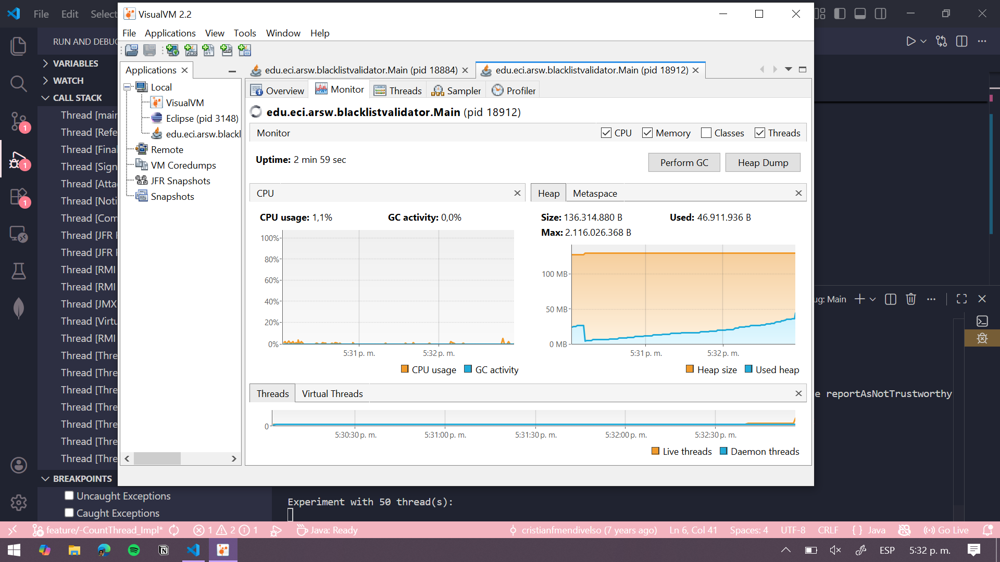 File Edit Select
VisualVM 2.2
File Applications View Tools Window Help
RUN AND DEBUG
VARIABLES
WATCH
CALL STACK
Thread [main
Thread [Refe
Thread [Final
Thread [Sign
Thread [Atta
Thread [Noti
Thread [Com
Thread [JFR
Thread [JFR
Thread [RMI
Thread [RMI
Thread [JMX
Thread [Virtu
Thread [RMI
Thread [Thre
Thread [Thre
Thread [Thre
Thread [Thre
Thread [Thre
Thread [Thre
Thread [Thre
BREAKPOINTS
Uncaught Exceptions
Caught Exceptions
1
1
1
Applications
Local
VisualVM
Eclipse (pid 3148)
edu.eci.arsw.blackl
Remote
VM Coredumps
JFR Snapshots
Snapshots
edu.eci.arsw.blacklistvalidator.Main (pid 18884)
edu.eci.arsw.blacklistvalidator.Main (pid 18912)
Overview Monitor Threads Sampler Profiler
edu.eci.arsw.blacklistvalidator.Main (pid 18912)
Monitor
CPU Memory Classes Threads
Uptime: 2 min 59 sec
Perform GC Heap Dump
CPU
CPU usage: 1,1% GC activity: 0,0%
100%
80%
60%
40%
20%
0%
5:31 p. m. 5:32 p. m.
CPU usage GC activity
Heap Metaspace
Size: 136.314.880 B Used: 46.911.936 B
Max: 2.116.026.368 B
100 MB
50 MB
0 MB
5:31 p. m. 5:32 p. m.
Heap size Used heap
Threads Virtual Threads
0
5:30:30 p. m. 5:31:00 p. m. 5:31:30 p. m. 5:32:00 p. m. 5:32:30 p. m.
Live threads Daemon threads
ug: Main
e reportAsNotTrustworthy
Experiment with 50 thread(s):
feature/-CountThread_Impl* 1 2 1 Java: Ready cristianfmendivelso (7 years ago) Ln 6, Col 41 Spaces: 4 UTF-8 CRLF { } Java Go Live
ESP 5:32 p. m.